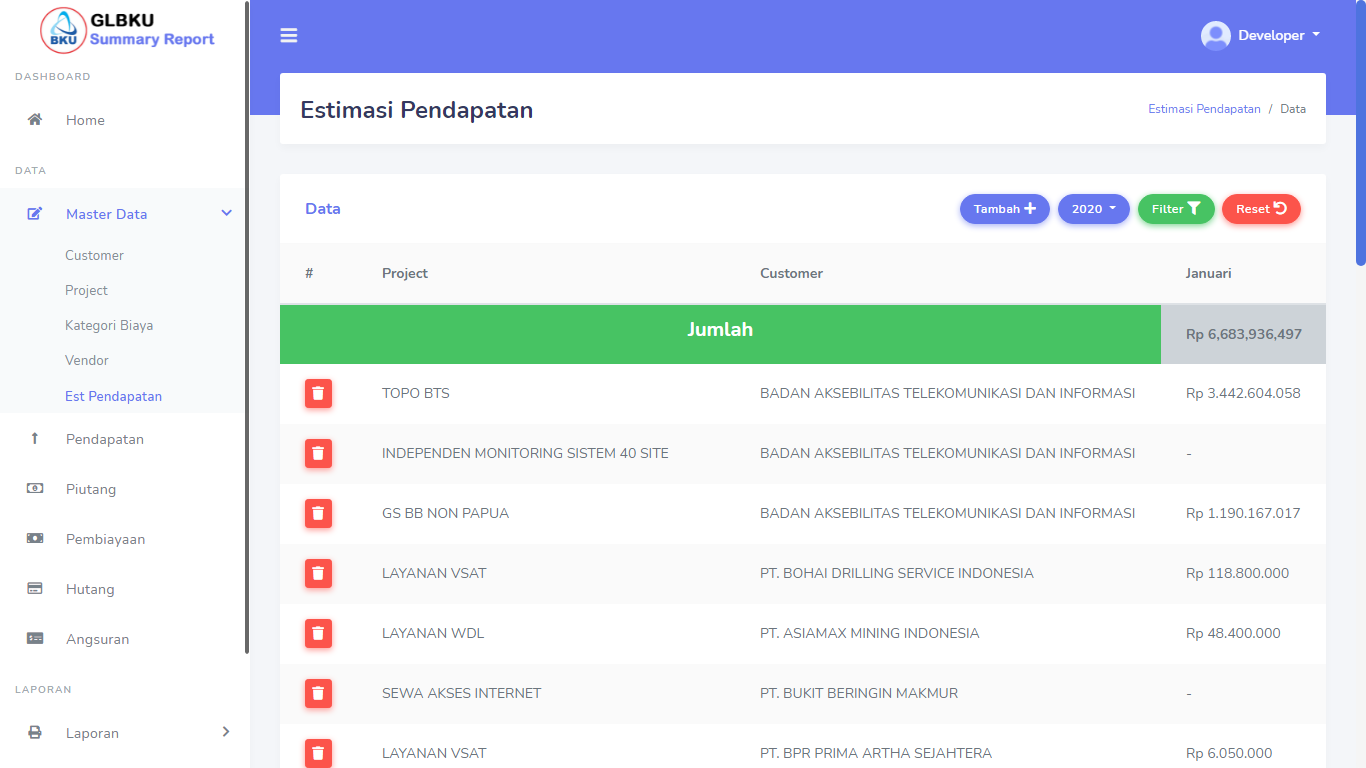 GLBKU
BKU
Summary Report
DASHBOARD
Home
DATA
Master Data
Customer
Project
Kategori Biaya
Vendor
Est Pendapatan
Pendapatan
Piutang
Pembiayaan
Hutang
Angsuran
LAPORAN
Laporan
Developer
Estimasi Pendapatan
Estimasi Pendapatan / Data
Data
Tambah 2020 Filter Reset
# Project Customer Januari
Jumlah Rp 6,683,936,497
TOPO BTS BADAN AKSEBILITAS TELEKOMUNIKASI DAN INFORMASI Rp 3.442.604.058
INDEPENDEN MONITORING SISTEM 40 SITE BADAN AKSEBILITAS TELEKOMUNIKASI DAN INFORMASI -
GS BB NON PAPUA BADAN AKSEBILITAS TELEKOMUNIKASI DAN INFORMASI Rp 1.190.167.017
LAYANAN VSAT PT. BOHAI DRILLING SERVICE INDONESIA Rp 118.800.000
LAYANAN WDL PT. ASIAMAX MINING INDONESIA Rp 48.400.000
SEWA AKSES INTERNET PT. BUKIT BERINGIN MAKMUR -
LAYANAN VSAT PT. BPR PRIMA ARTHA SEJAHTERA Rp 6.050.000